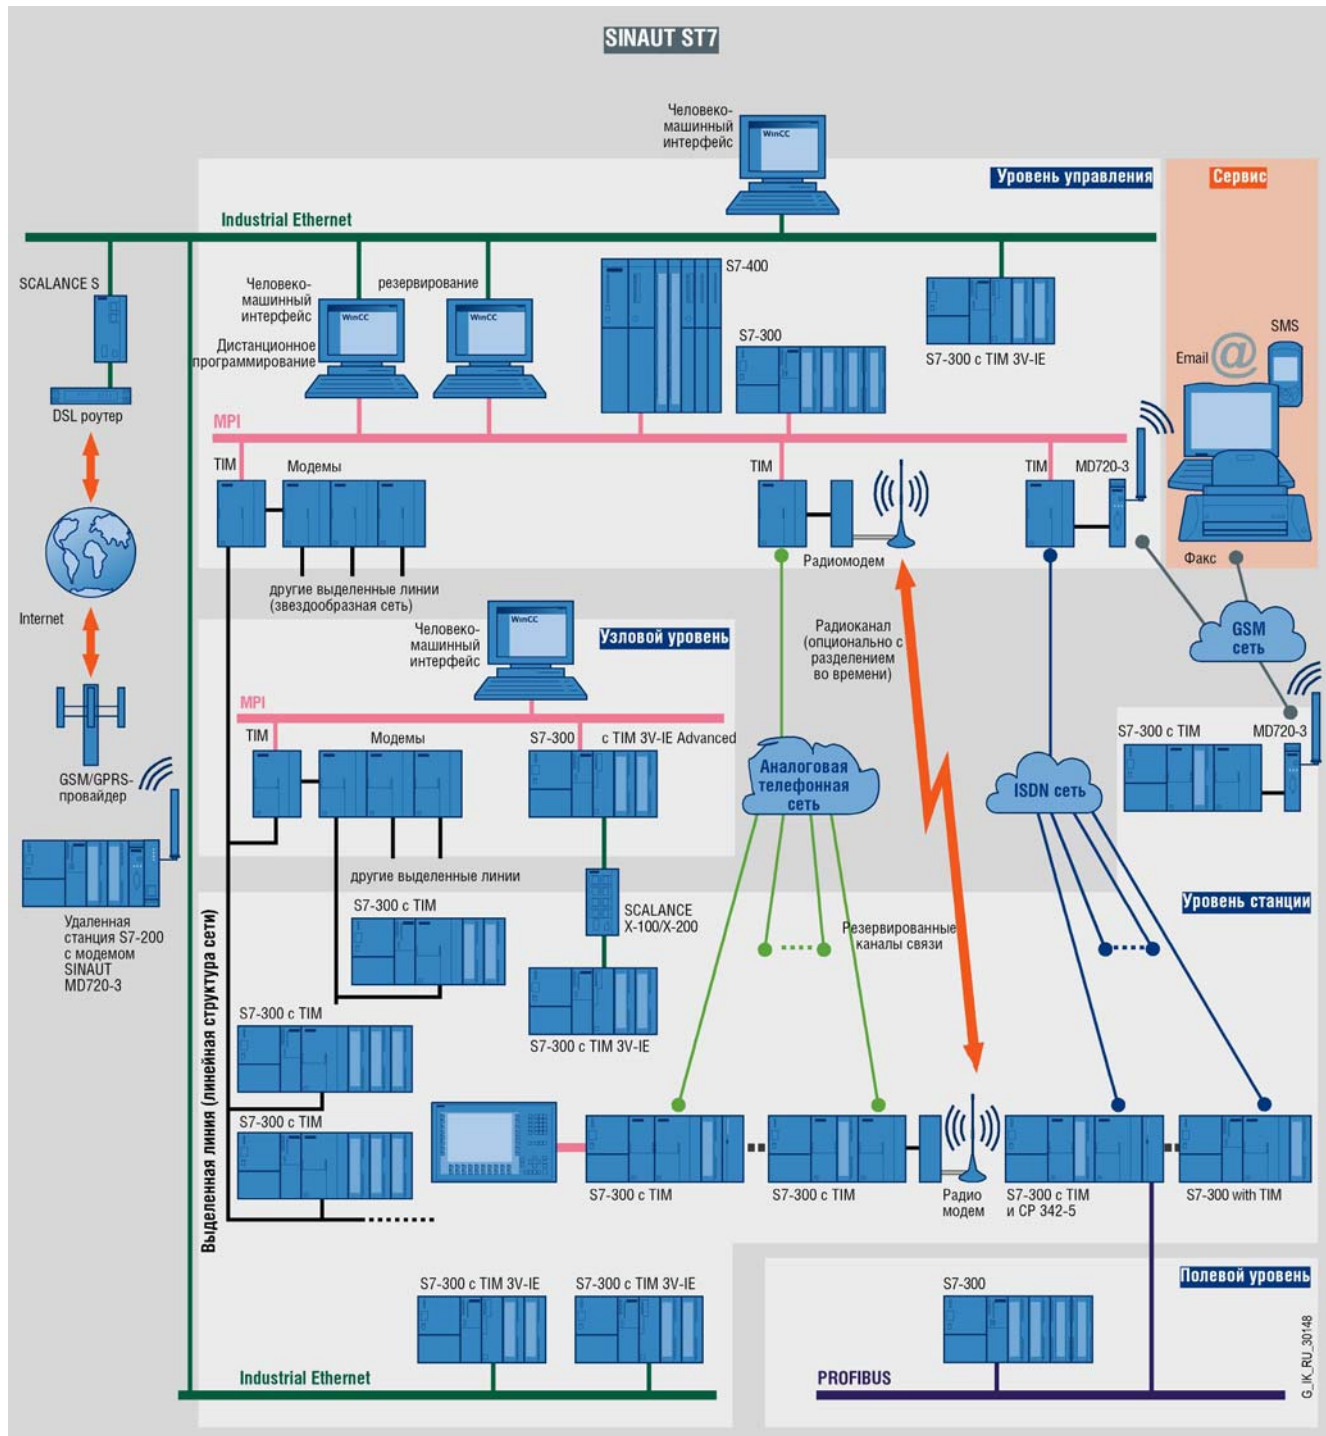 SINAUT ST7
Человеко-
машинный
интерфейс
WinCC
Уровень управления
Сервис
Industrial Ethernet
SCALANCE S
Человеко-
машинный
интерфейс
резервирование
Дистанционное
программирование
WinCC
WinCC
S7-400
S7-300
S7-300 с TIM 3V-IE
SMS
Email
@
DSL роутер
MPI
TIM
Модемы
TIM
TIM
MD720-3
Радиомодем
Факс
другие выделенные линии
(звездообразная сеть)
Internet
Человеко-
машинный
интерфейс
WinCC
Узловой уровень
Радиоканал
(опционально с
разделением
во времени)
GSM
сеть
MPI
TIM
Модемы
S7-300
с TIM 3V-IE Advanced
S7-300 с TIM
MD720-3
GSM/GPRS-
провайдер
Аналоговая
телефонная
сеть
ISDN сеть
другие выделенные линии
Уровень станции
Удаленная
станция S7-200
с модемом
SINAUT
MD720-3
S7-300 с TIM
SCALANCE
X-100/X-200
Резервированные
каналы связи
Выделенная линия (линейная структура сети)
S7-300 с TIM
S7-300 с TIM 3V-IE
S7-300 с TIM
S7-300 с TIM
S7-300 с TIM
Радио
модем
S7-300 с TIM
и CP 342-5
S7-300 with TIM
S7-300 с TIM 3V-IE
S7-300 с TIM 3V-IE
S7-300
Полевой уровень
Industrial Ethernet
PROFIBUS
G_IK_RU_30148